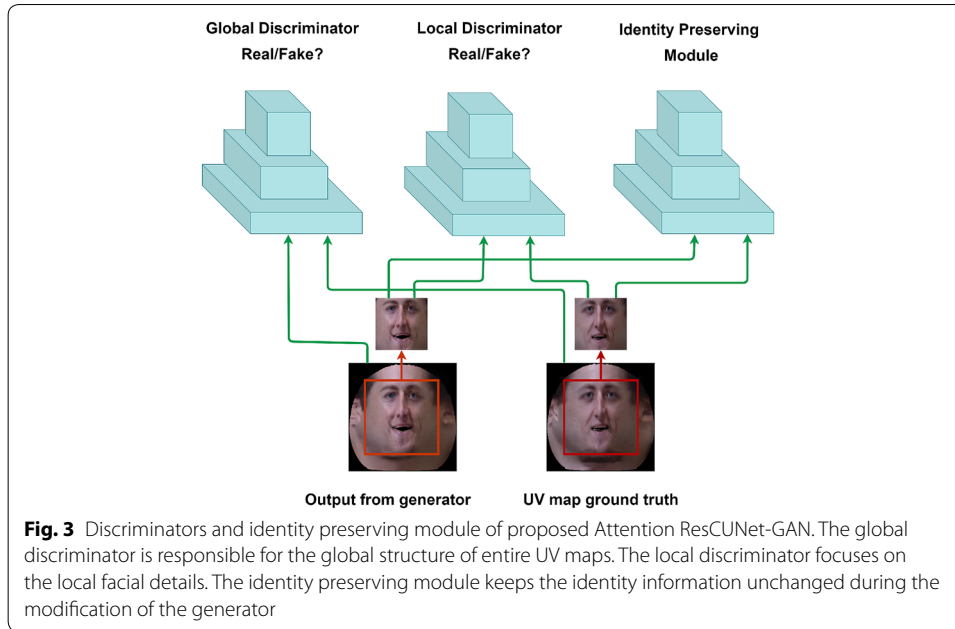 Global Discriminator
Real/Fake?
Local Discriminator
Real/Fake?
Identity Preserving
Module
Output from generator
UV map ground truth
Fig. 3 Discriminators and identity preserving module of proposed Attention ResCUNet-GAN. The global
discriminator is responsible for the global structure of entire UV maps. The local discriminator focuses on
the local facial details. The identity preserving module keeps the identity information unchanged during the
modification of the generator